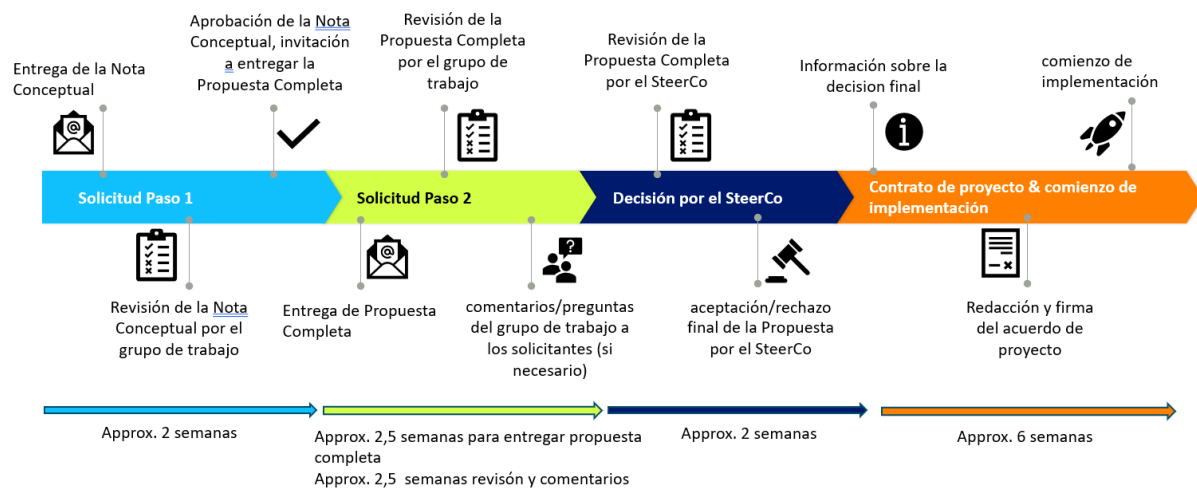 Entrega de la Nota
Conceptual
Aprobación de la Nota
Conceptual, invitación
a entregar la
Propuesta Completa
Revisión de la
Propuesta Completa
por el grupo de
trabajo
Revisión de la
Propuesta Completa
por el SteerCo
Información sobre la
decision final
comienzo de
implementación
Solicitud Paso 1
Solicitud Paso 2
Decisión por el SteerCo
Contrato de proyecto & comienzo de
implementación
Revisión de la Nota
Conceptual por el
grupo de trabajo
Entrega de Propuesta
Completa
comentarios/preguntas
del grupo de trabajo a
los solicitantes (si
necesario)
aceptación/rechazo
final de la Propuesta
por el SteerCo
Redacción y firma
del acuerdo de
proyecto
Approx. 2 semanas
Approx. 2,5 semanas para entregar propuesta
completa
Approx. 2,5 semanas revisón y comentarios
Approx. 2 semanas
Approx. 6 semanas